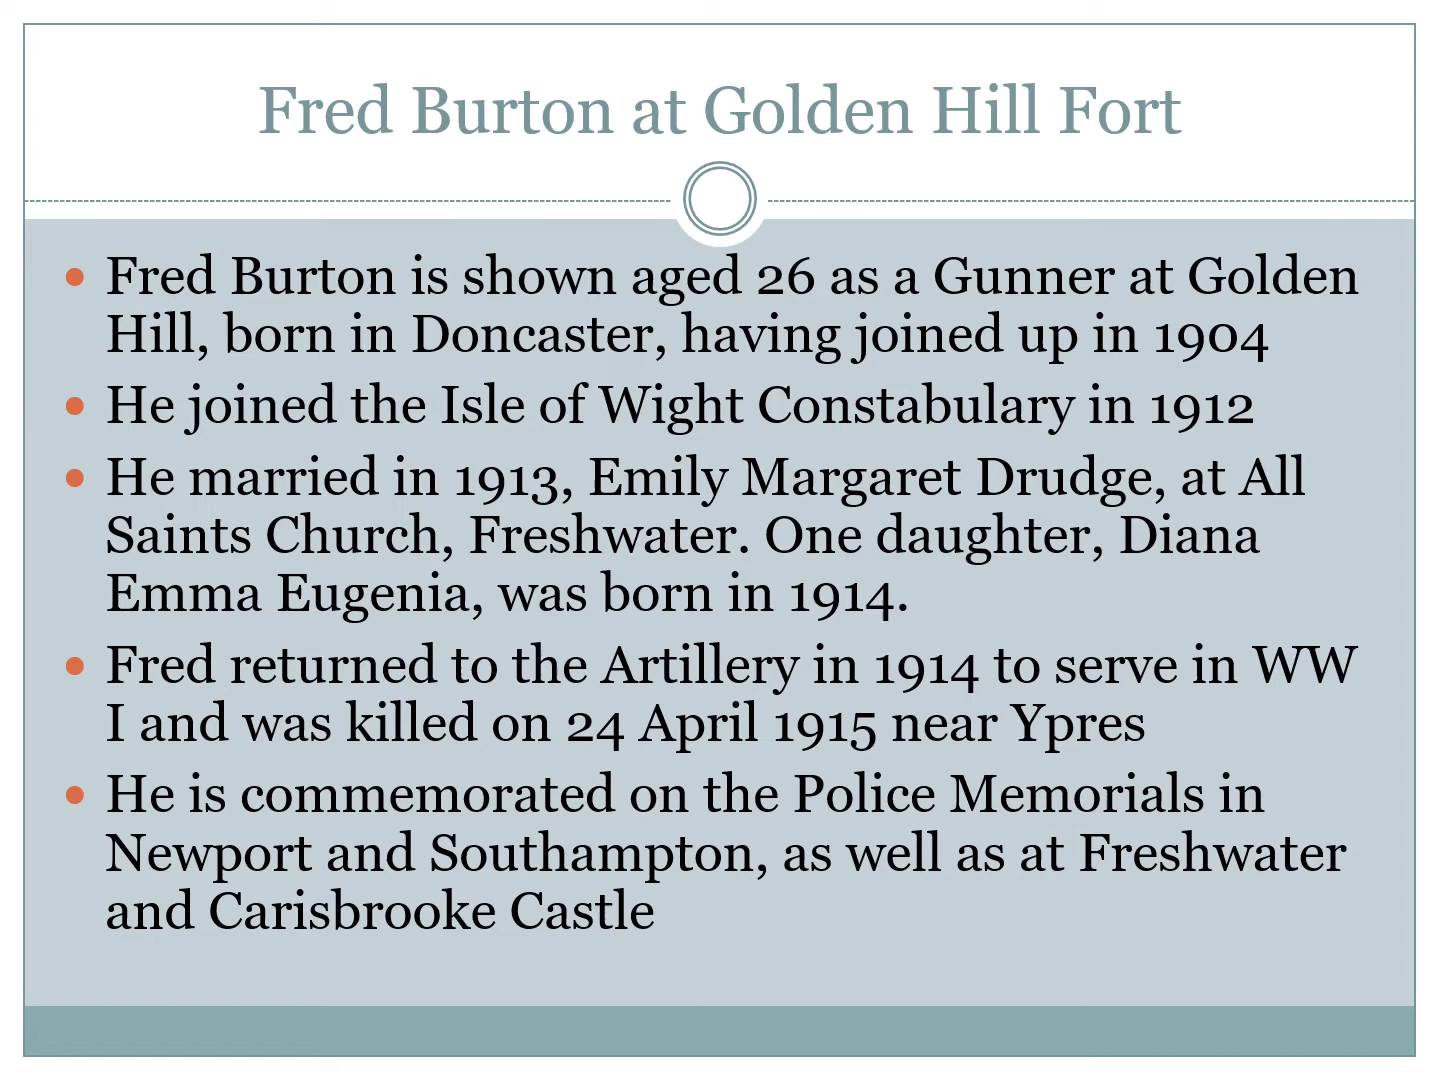 Fred Burton at Golden Hill Fort
• Fred Burton is shown aged 26 as a Gunner at Golden
Hill, born in Doncaster, having joined up in 1904
• He joined the Isle of Wight Constabulary in 1912
• He married in 1913, Emily Margaret Drudge, at All
Saints Church, Freshwater. One daughter, Diana
Emma Eugenia, was born in 1914.
• Fred returned to the Artillery in 1914 to serve in WW
I and was killed on 24 April 1915 near Ypres
• He is commemorated on the Police Memorials in
Newport and Southampton, as well as at Freshwater
and Carisbrooke Castle